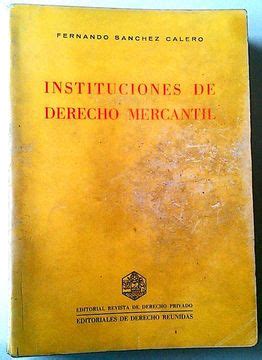 FERNANDO SANCHEZ CALERO
INSTITUCIONES DE
DERECHO MERCANTIL
EDITORIAL REVISTA DE DERECHO PRIVADO
EDITORIALES DE DERECHO REUNIDAS